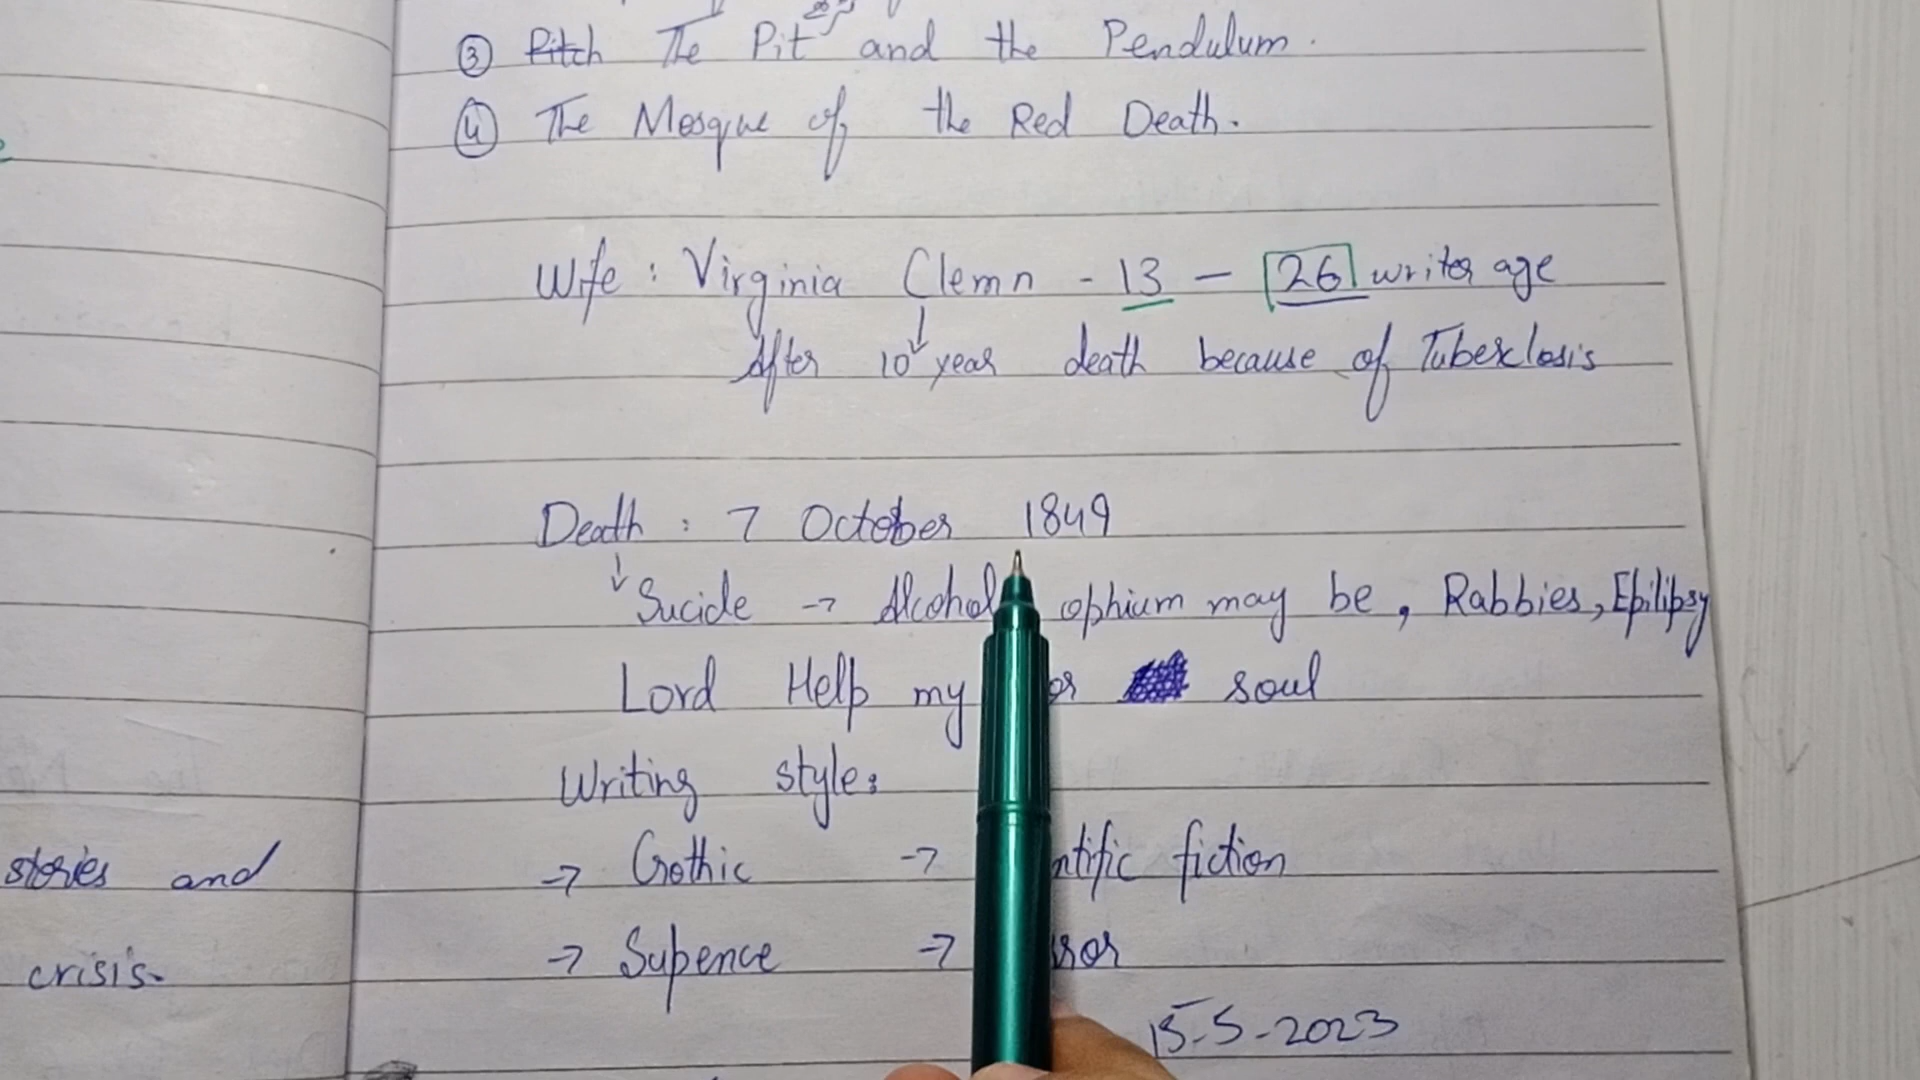 ③ Pitch The Pit and the Pendulum.
④ The Mosque of the Red Death.
Wife : Virginia Clemn - 13 - 26 writer age
After 10 year death because of Tuberclosis
Death : 7 October 1849
Sucide → Alcohol ophium may be, Rabbies, Epilipsy
Lord Help my soul
Writing style:
→ Gothic → ntific fiction
→ Supence → ror
15-5-2023
stories and
crisis.